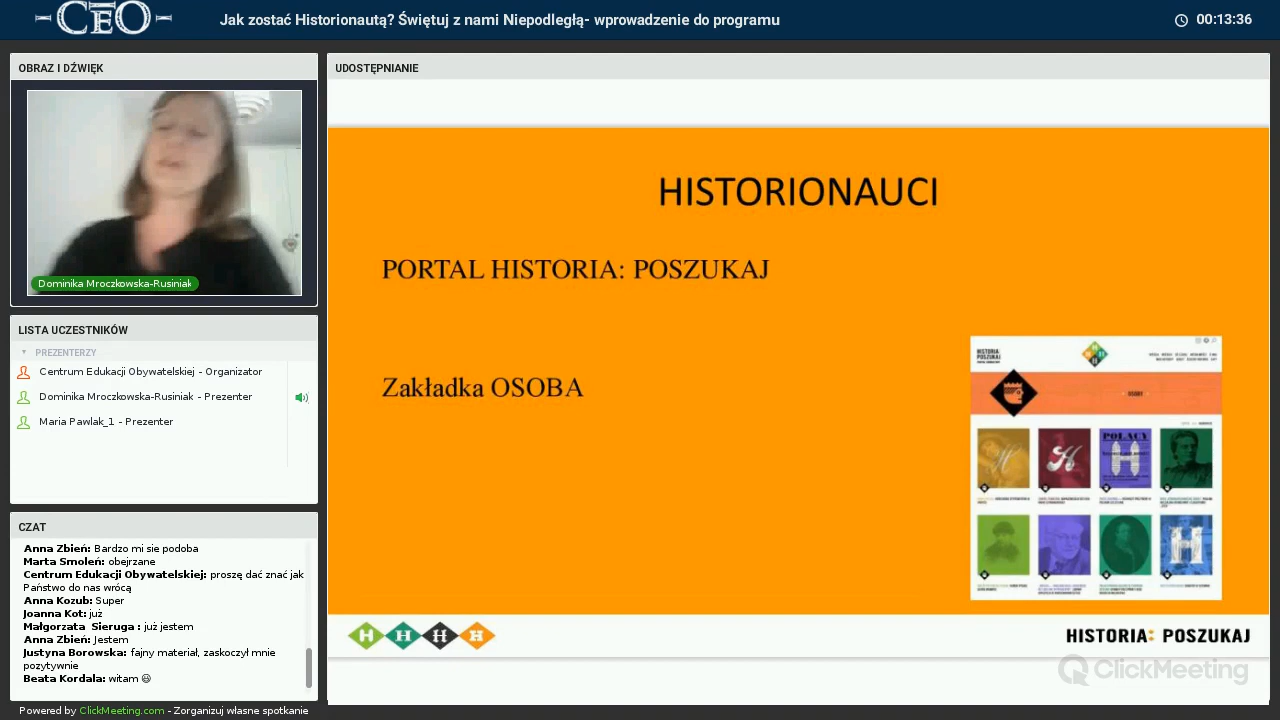 CEO
Jak zostać Historionautą? Świętuj z nami Niepodległą- wprowadzenie do programu
00:13:36
OBRAZ I DŹWIĘK
Dominika Mroczkowska-Rusiniak
LISTA UCZESTNIKÓW
PREZENTERZY
Centrum Edukacji Obywatelskiej - Organizator
Dominika Mroczkowska-Rusiniak - Prezenter
Maria Pawlak_1 - Prezenter
CZAT
Anna Zbień: Bardzo mi sie podoba
Marta Smoleń: obejrzane
Centrum Edukacji Obywatelskiej: proszę dać znać jak
Państwo do nas wrócą
Anna Kozub: Super
Joanna Kot: już
Małgorzata Sieruga : już jestem
Anna Zbień: Jestem
Justyna Borowska: fajny materiał, zaskoczył mnie
pozytywnie
Beata Kordala: witam 😃
Powered by ClickMeeting.com - Zorganizuj własne spotkanie
UDOSTĘPNIANIE
HISTORIONAUCI
PORTAL HISTORIA: POSZUKAJ
Zakładka OSOBA
HISTORIA:
POSZUKAJ
OSOBY
POLACY
H
H H H H
HISTORIA: POSZUKAJ
ClickMeeting